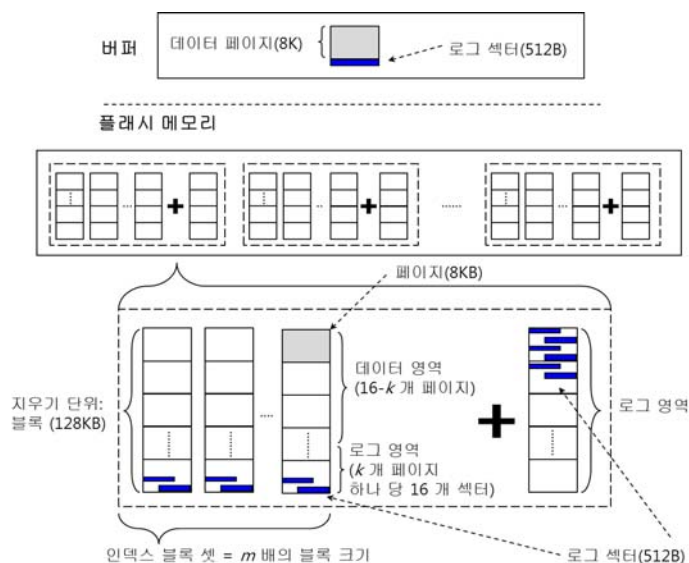 버퍼
데이터 페이지(8K)
로그 섹터(512B)
플래시 메모리
페이지(8KB)
데이터 영역
(16-k 개 페이지)
지우기 단위:
블록 (128KB)
로그 영역
로그 영역
(k 개 페이지
하나 당 16 개 섹터)
인덱스 블록 셋 = m 배의 블록 크기
로그 섹터(512B)